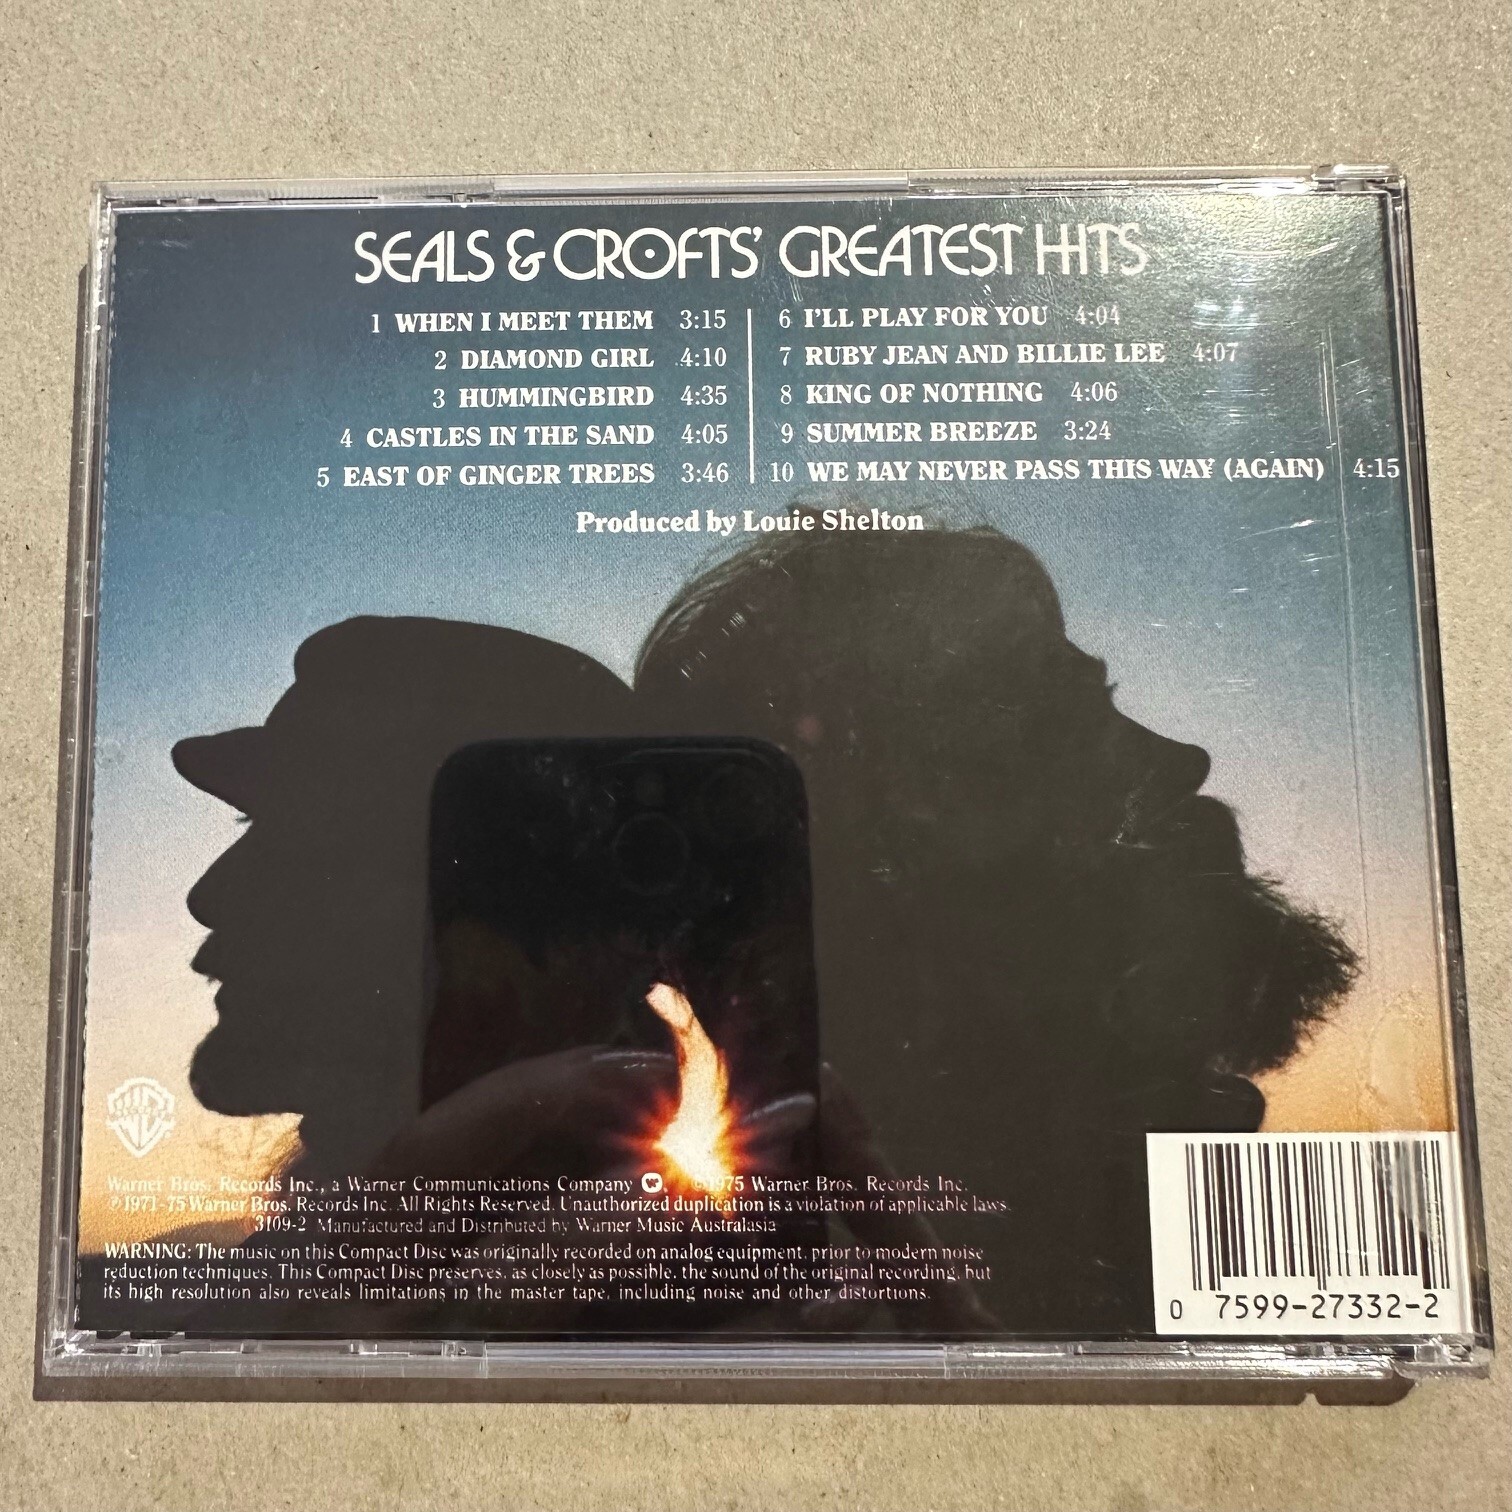 SEALS & CROFTS' GREATEST HITS
1 WHEN I MEET THEM 3:15
2 DIAMOND GIRL 4:10
3 HUMMINGBIRD 4:35
4 CASTLES IN THE SAND 4:05
5 EAST OF GINGER TREES 3:46
6 I'LL PLAY FOR YOU 4:04
7 RUBY JEAN AND BILLIE LEE 4:07
8 KING OF NOTHING 4:06
9 SUMMER BREEZE 3:24
10 WE MAY NEVER PASS THIS WAY (AGAIN) 4:15
Produced by Louie Shelton
Warner Bros. Records Inc., a Warner Communications Company © 1975 Warner Bros. Records Inc.
℗ 1971-75 Warner Bros. Records Inc. All Rights Reserved. Unauthorized duplication is a violation of applicable laws.
3109-2 Manufactured and Distributed by Warner Music Australasia
WARNING: The music on this Compact Disc was originally recorded on analog equipment, prior to modern noise
reduction techniques. This Compact Disc preserves, as closely as possible, the sound of the original recording, but
its high resolution also reveals limitations in the master tape, including noise and other distortions.
0 7599-27332-2